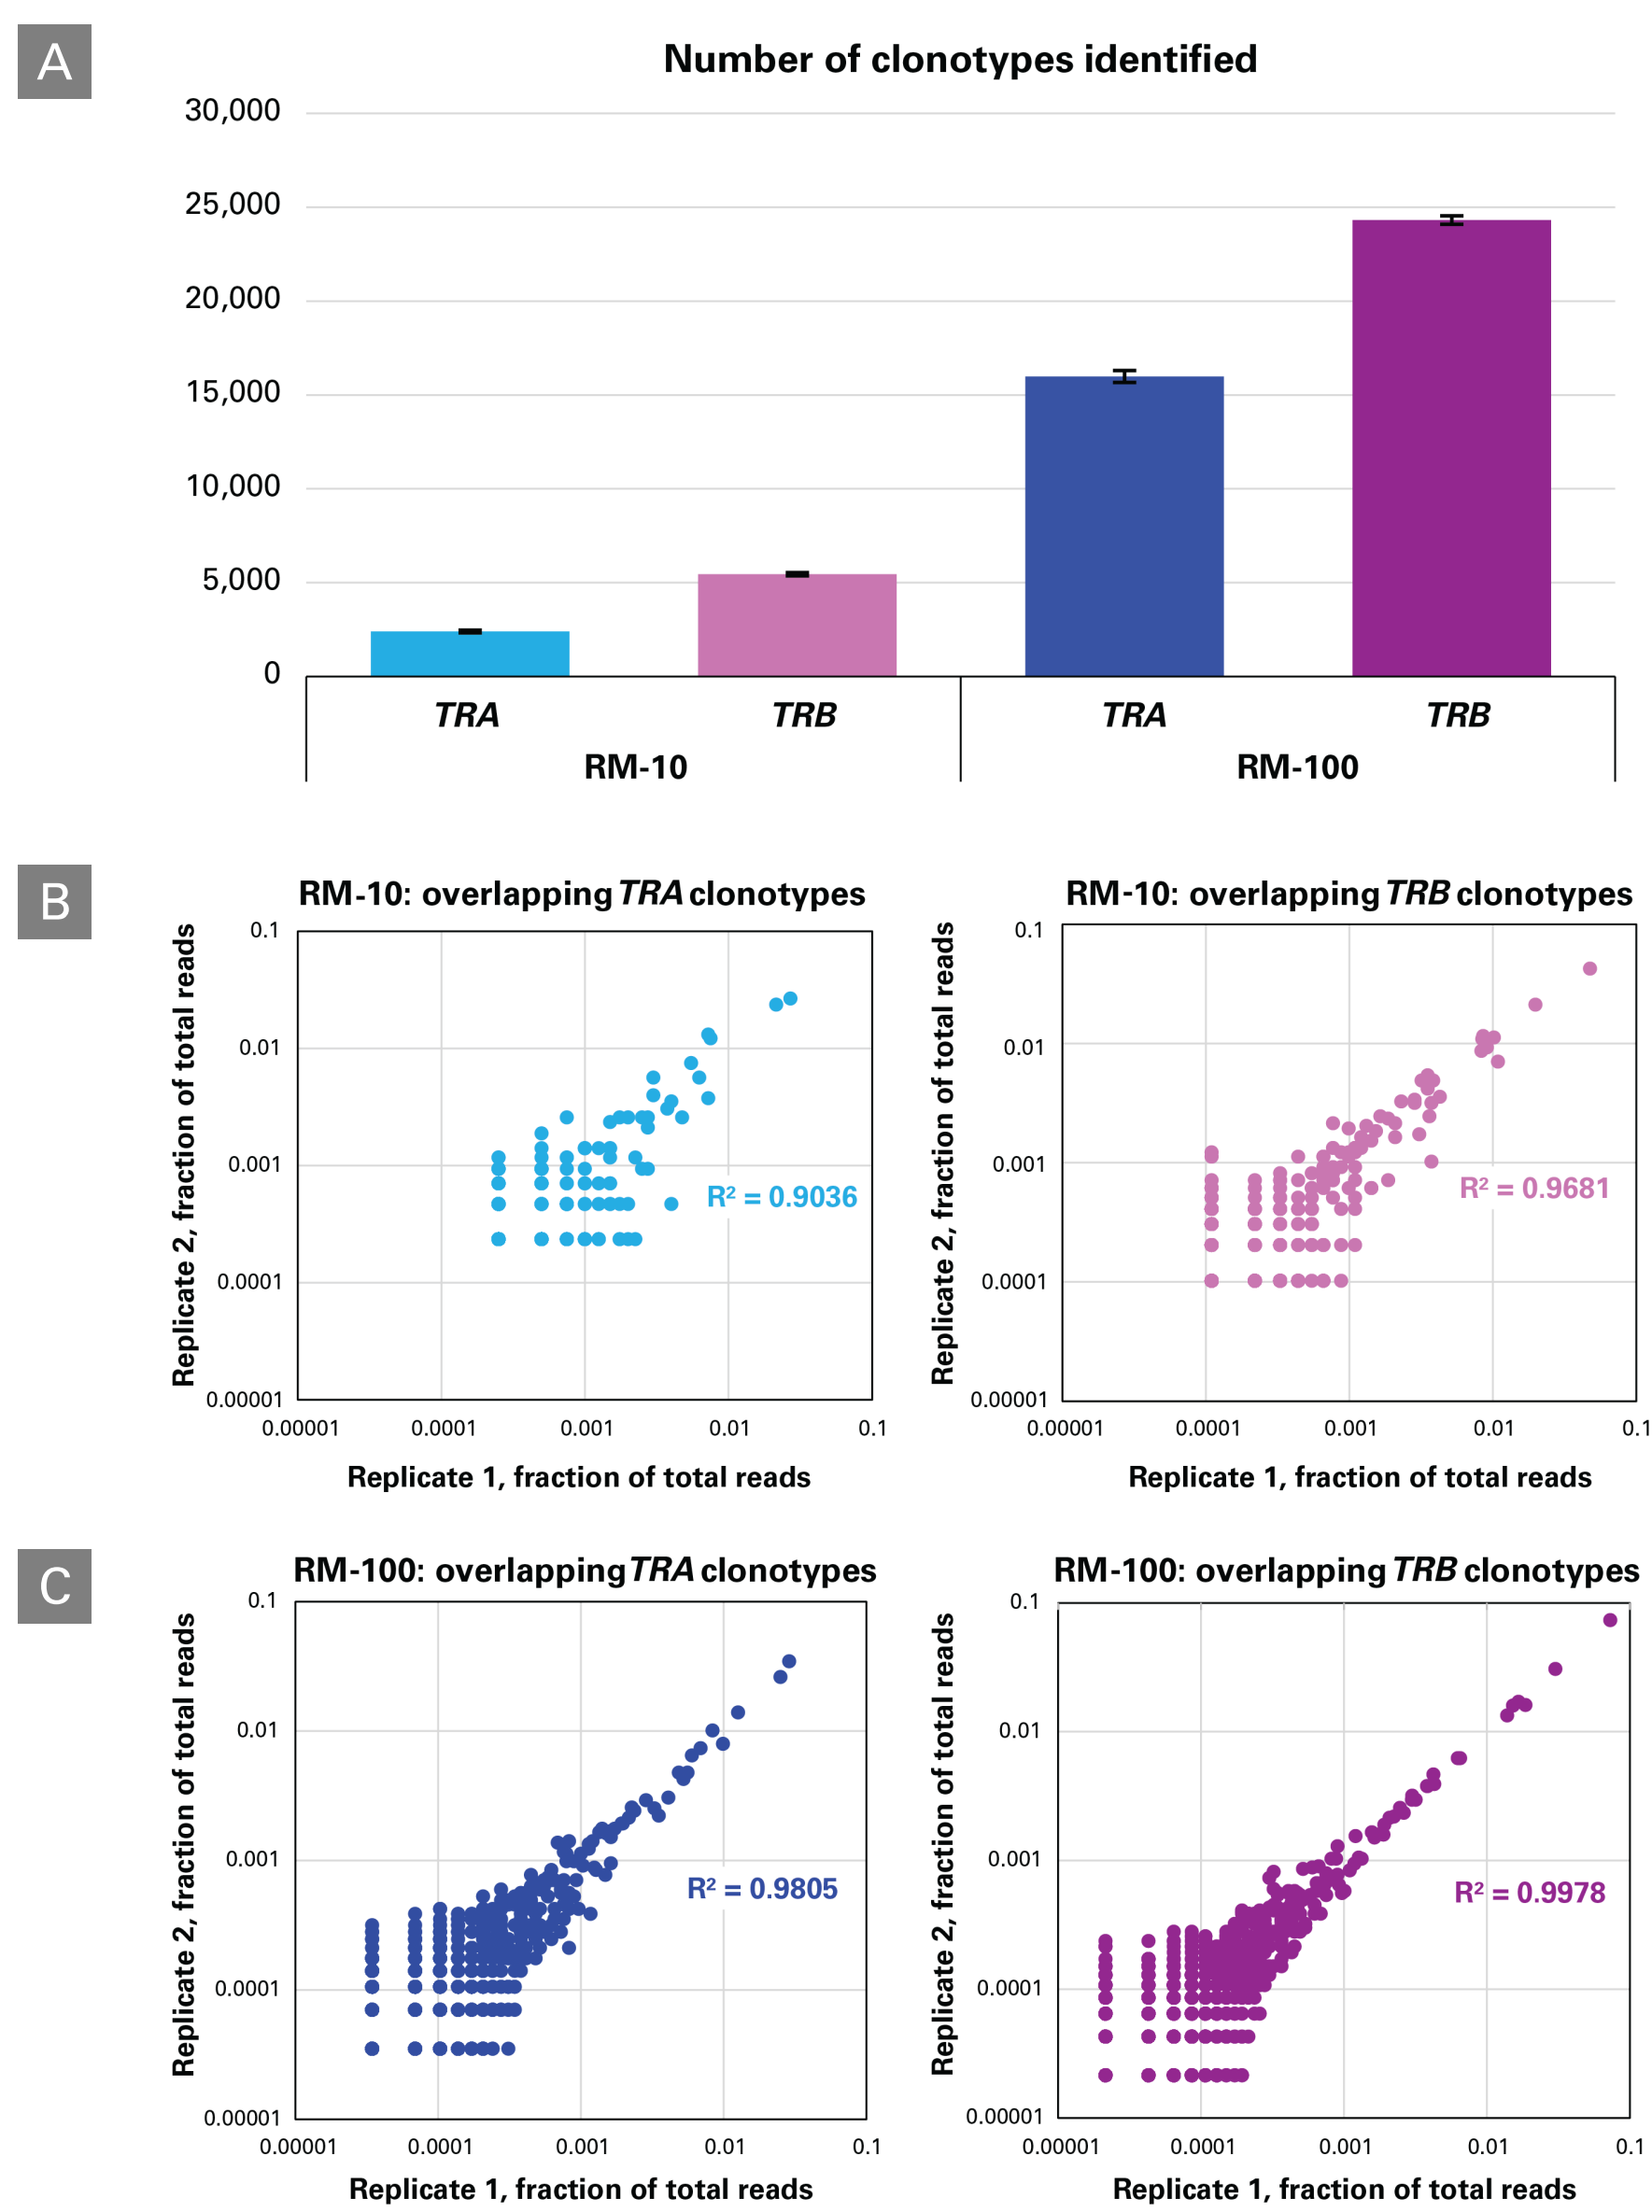 A
Number of clonotypes identified
30,000
25,000
20,000
15,000
10,000
5,000
0
TRA
TRB
TRA
TRB
RM-10
RM-100
B
RM-10: overlapping TRA clonotypes
Replicate 2, fraction of total reads
0.1
0.01
0.001
0.0001
0.00001
R² = 0.9036
0.00001
0.0001
0.001
0.01
0.1
Replicate 1, fraction of total reads
RM-10: overlapping TRB clonotypes
Replicate 2, fraction of total reads
0.1
0.01
0.001
0.0001
0.00001
R² = 0.9681
0.00001
0.0001
0.001
0.01
0.1
Replicate 1, fraction of total reads
C
RM-100: overlapping TRA clonotypes
Replicate 2, fraction of total reads
0.1
0.01
0.001
0.0001
0.00001
R² = 0.9805
0.00001
0.0001
0.001
0.01
0.1
Replicate 1, fraction of total reads
RM-100: overlapping TRB clonotypes
Replicate 2, fraction of total reads
0.1
0.01
0.001
0.0001
0.00001
R² = 0.9978
0.00001
0.0001
0.001
0.01
0.1
Replicate 1, fraction of total reads